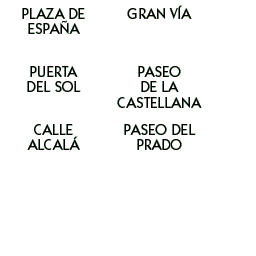 PLAZA DE
ESPAÑA
GRAN VÍA
PUERTA
DEL SOL
PASEO
DE LA
CASTELLANA
CALLE
ALCALÁ
PASEO DEL
PRADO